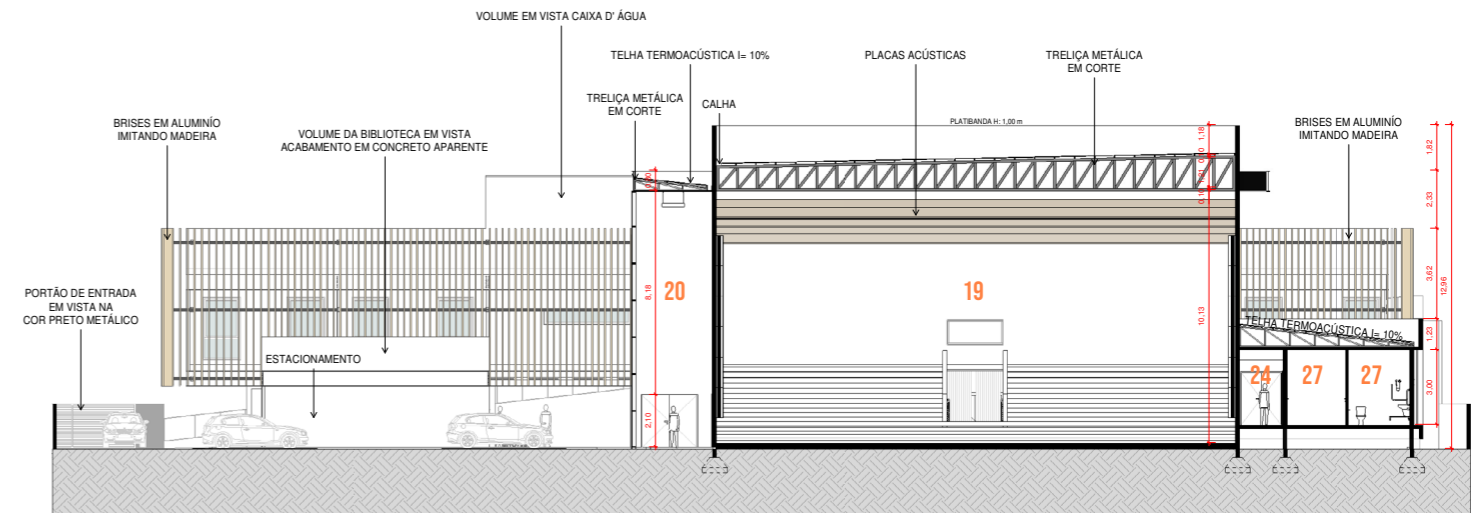 VOLUME EM VISTA CAIXA D' ÁGUA
TELHA TERMOACÚSTICA I= 10%
PLACAS ACÚSTICAS
TRELIÇA METÁLICA
EM CORTE
TRELIÇA METÁLICA
EM CORTE
CALHA
BRISES EM ALUMINÍO
IMITANDO MADEIRA
VOLUME DA BIBLIOTECA EM VISTA
ACABAMENTO EM CONCRETO APARENTE
PLATIBANDA H: 1,00 m
BRISES EM ALUMINÍO
IMITANDO MADEIRA
1,18
1,82
2,33
3,62
12,96
1,23
3,00
8,18
2,10
10,13
20
19
PORTÃO DE ENTRADA
EM VISTA NA
COR PRETO METÁLICO
ESTACIONAMENTO
TELHA TERMOACÚSTICA I= 10%
24
27
27